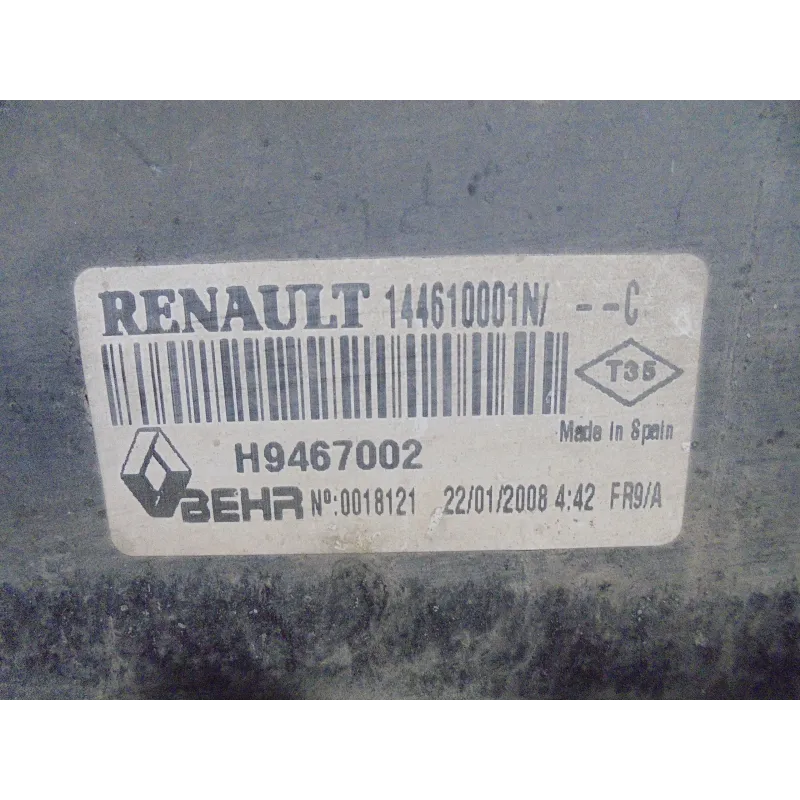 RENAULT 144610001N/ --C
T35
Made in Spain
H9467002
BEHR Nº:0018121 22/01/2008 4:42 FR9/A